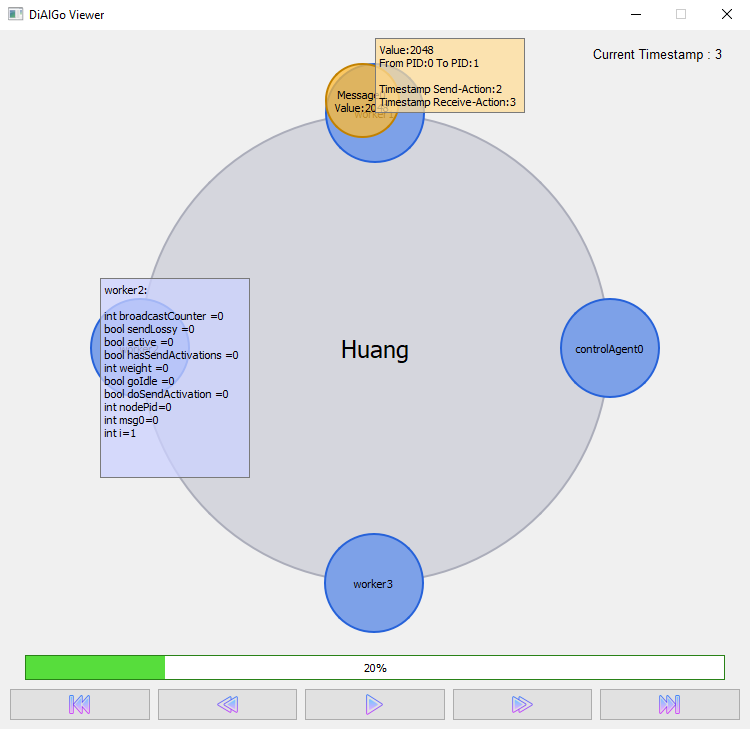 DiAlGo Viewer
Current Timestamp : 3
Value:2048
From PID:0 To PID:1
Timestamp Send-Action:2
Timestamp Receive-Action:3
Message
Value:2048
worker1
worker2:
int broadcastCounter =0
bool sendLossy =0
bool active =0
bool hasSendActivations =0
int weight =0
bool goIdle =0
bool doSendActivation =0
int nodePid=0
int msg0=0
int i=1
Huang
controlAgent0
worker3
20%